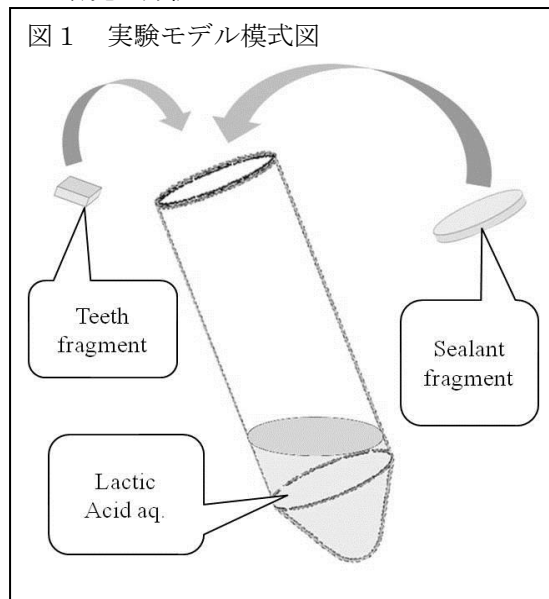 図１　実験モデル模式図
Teeth
fragment
Sealant
fragment
Lactic
Acid aq.